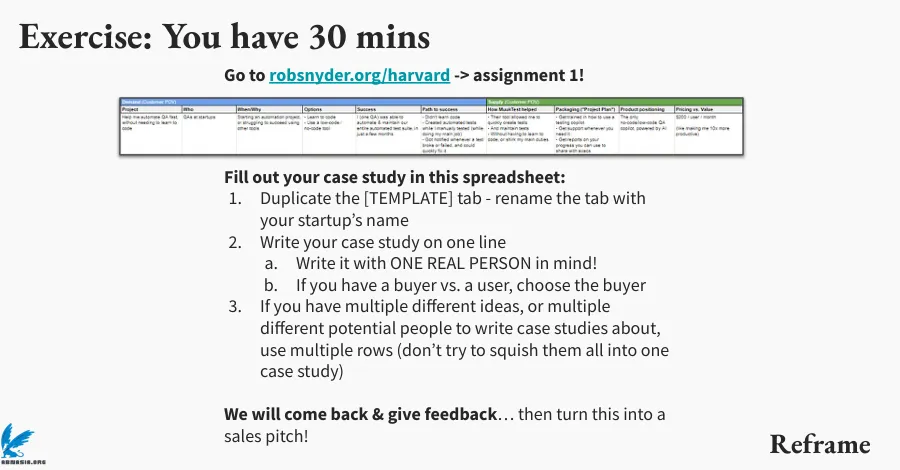 Exercise: You have 30 mins
Go to robsnyder.org/harvard -> assignment 1!
Demand (Customer POV)
Supply (Customer POV)
Project
Who
When/Why
Options
Success
Path to success
How MuukTest helped
Packaging ("Project Plan")
Product positioning
Pricing vs. Value
Help me automate QA fast,
without needing to learn to
code
QAs at startups
Starting an automation project,
or struggling to succeed using
other tools
- Learn to code
- Use a low-code /
no-code tool
I (one QA) was able to
automate & maintain our
entire automated test suite, in
just a few months
- Didn't learn code
- Created automated tests
while I manually tested (while
doing my main job)
- Got notified whenever a test
broke or failed, and could
quickly fix it
- Their tool allowed me to
quickly create tests
- And maintain tests
- Without having to learn to
code, or slow my main duties
- Get trained in how to use a
testing copilot
- Get support whenever you
need it
- Get reports on your
progress you can use to
share with execs
The only
no-code/low-code QA
copilot, powered by AI
$200 / user / month
(like making me 10x more
productive)
Fill out your case study in this spreadsheet:
1. Duplicate the [TEMPLATE] tab - rename the tab with
your startup’s name
2. Write your case study on one line
a. Write it with ONE REAL PERSON in mind!
b. If you have a buyer vs. a user, choose the buyer
3. If you have multiple different ideas, or multiple
different potential people to write case studies about,
use multiple rows (don’t try to squish them all into one
case study)
We will come back & give feedback… then turn this into a
sales pitch!
Reframe